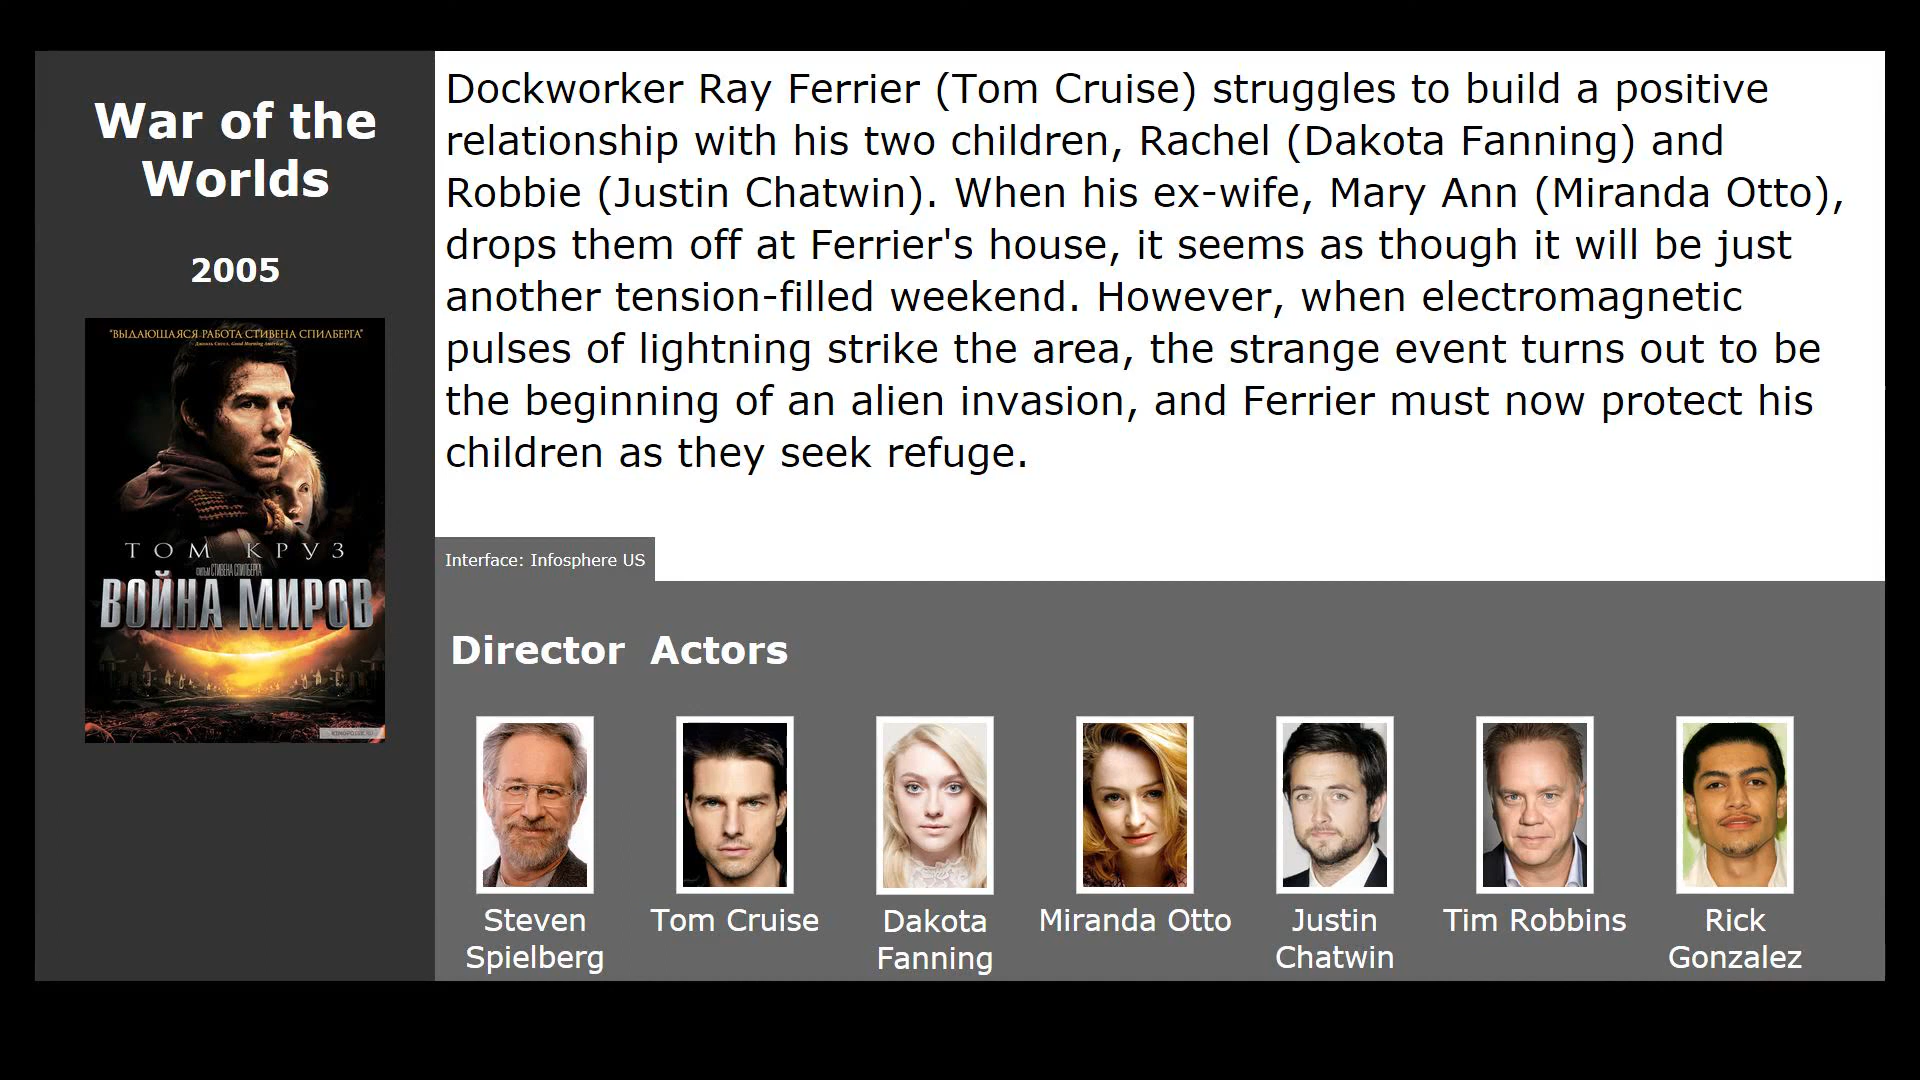 War of the
Worlds
2005
"ВЫДАЮЩАЯСЯ РАБОТА СТИВЕНА СПИЛБЕРГА"
ТОМ КРУЗ
ФИЛЬМ СТИВЕНА СПИЛБЕРГА
ВОЙНА МИРОВ
Dockworker Ray Ferrier (Tom Cruise) struggles to build a positive
relationship with his two children, Rachel (Dakota Fanning) and
Robbie (Justin Chatwin). When his ex-wife, Mary Ann (Miranda Otto),
drops them off at Ferrier's house, it seems as though it will be just
another tension-filled weekend. However, when electromagnetic
pulses of lightning strike the area, the strange event turns out to be
the beginning of an alien invasion, and Ferrier must now protect his
children as they seek refuge.
Interface: Infosphere US
Director Actors
Steven
Spielberg
Tom Cruise
Dakota
Fanning
Miranda Otto
Justin
Chatwin
Tim Robbins
Rick
Gonzalez